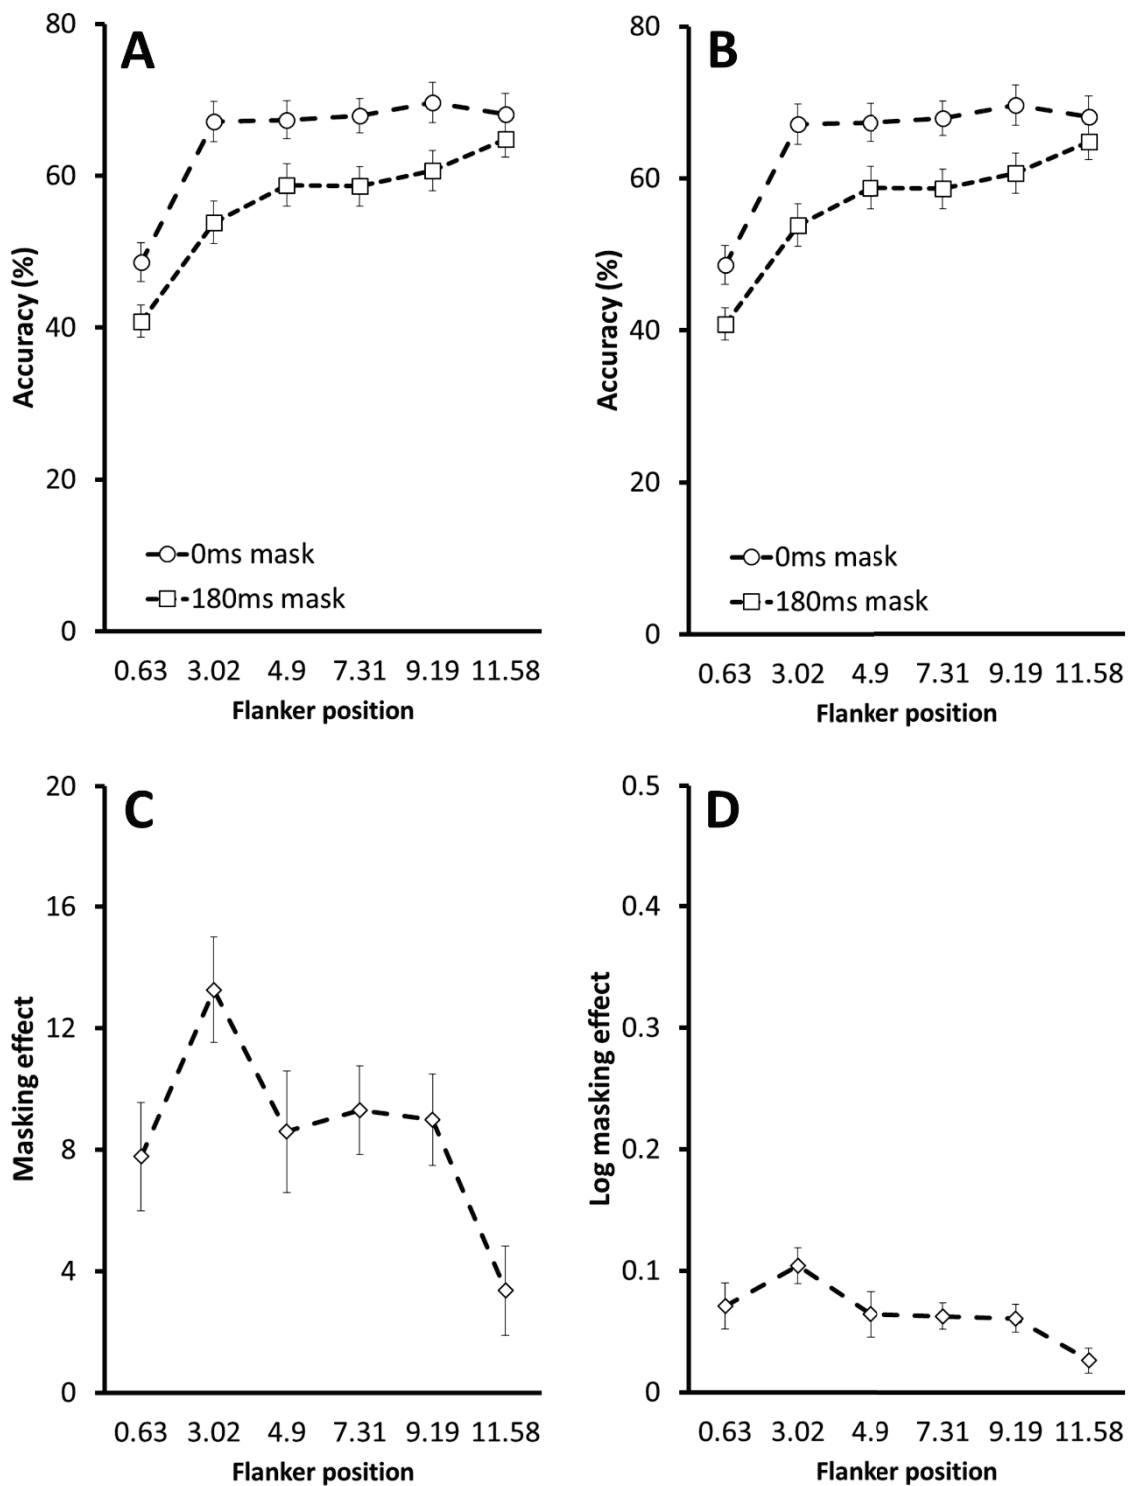 A
80
60
40
20
0
Accuracy (%)
0ms mask
180ms mask
0.63 3.02 4.9 7.31 9.19 11.58
Flanker position
B
80
60
40
20
0
Accuracy (%)
0ms mask
180ms mask
0.63 3.02 4.9 7.31 9.19 11.58
Flanker position
C
20
16
12
8
4
0
Masking effect
0.63 3.02 4.9 7.31 9.19 11.58
Flanker position
D
0.5
0.4
0.3
0.2
0.1
0
Log masking effect
0.63 3.02 4.9 7.31 9.19 11.58
Flanker position